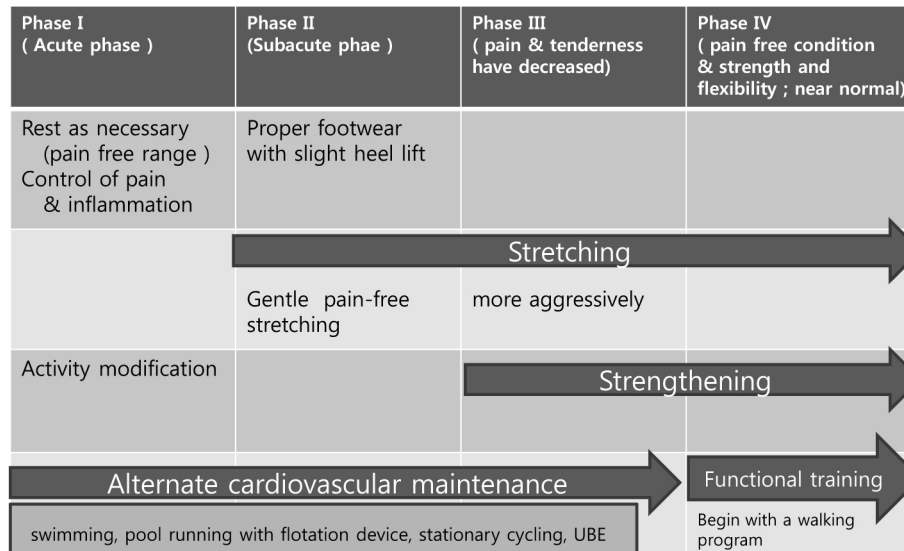 Phase I
( Acute phase )
Phase II
(Subacute phae )
Phase III
( pain & tenderness
have decreased)
Phase IV
( pain free condition
& strength and
flexibility ; near normal)
Rest as necessary
(pain free range )
Control of pain
& inflammation
Proper footwear
with slight heel lift
Stretching
Gentle pain-free
stretching
more aggressively
Activity modification
Strengthening
Alternate cardiovascular maintenance
Functional training
swimming, pool running with flotation device, stationary cycling, UBE
Begin with a walking
program